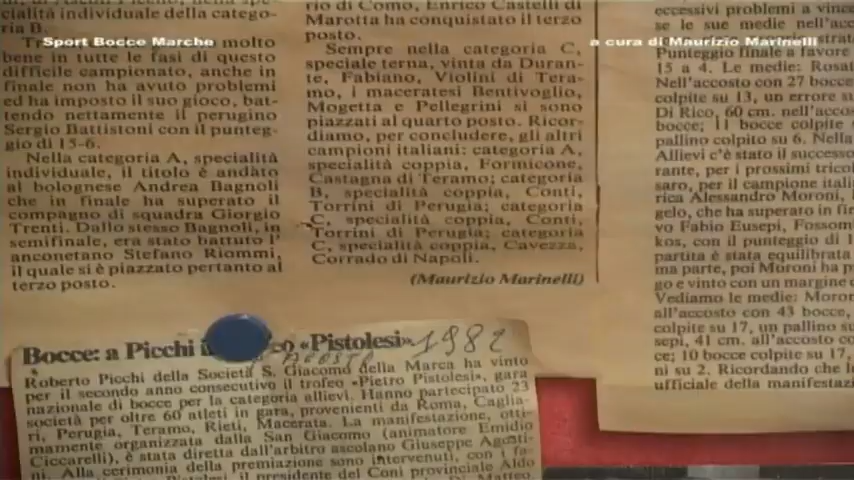 Sport Bocce Marche
a cura di Maurizio Marinelli
cialità individuale della catego-
ria B.
molto
bene in tutte le fasi di questo
difficile campionato, anche in
finale non ha avuto problemi
ed ha imposto il suo gioco, bat-
tendo nettamente il perugino
Sergio Battistoni con il punteg-
gio di 15-6.
Nella categoria A, specialità
individuale, il titolo è andato
al bolognese Andrea Bagnoli
che in finale ha superato il
compagno di squadra Giorgio
Trenti. Dallo stesso Bagnoli, in
semifinale, era stato battuto l'
anconetano Stefano Riommi,
il quale si è piazzato pertanto al
terzo posto.
rio di Como, Enrico Castelli di
Marotta ha conquistato il terzo
posto.
Sempre nella categoria C,
speciale terna, vinta da Duran-
te, Fabiano, Violini di Tera-
mo, i maceratesi Bentivoglio,
Mogetta e Pellegrini si sono
piazzati al quarto posto. Ricor-
diamo, per concludere, gli altri
campioni italiani: categoria A,
specialità coppia, Formicone,
Castagna di Teramo; categoria
B, specialità coppia, Conti,
Torrini di Perugia; categoria
C, specialità coppia, Conti,
Torrini di Perugia; categoria
C, specialità coppia, Cavezza,
Corrado di Napoli.
(Maurizio Marinelli)
eccessivi problemi a vince
se le sue medie nell'acc
Punteggio finale a favore
15 a 4. Le medie: Rosat
Nell'accosto con 27 bocce
colpite su 13, un errore su
Di Rico, 60 cm. nell'acco
bocce; 11 bocce colpite
pallino colpito su 6. Nella
Allievi c'è stato il successo
rante, per i prossimi tricol
saro, per il campione itali
rica Alessandro Moroni,
gelo, che ha superato in fin
vo Fabio Eusepi, Fossom
kos, con il punteggio di 1
partita è stata equilibrata
ma parte, poi Moroni ha p
go e vinto con un margine
Vediamo le medie: Moron
all'accosto con 43 bocce,
colpite su 17, un pallino su
sepi, 41 cm. all'accosto co
ce; 10 bocce colpite su 17,
ni su 2. Ricordando che l
ufficiale della manifestazi
Bocce: a Picchi eo «Pistolesi» 1982
AGOSTO
Roberto Picchi della Società S. Giacomo della Marca ha vinto
per il secondo anno consecutivo il trofeo «Pietro Pistolesi», gara
nazionale di bocce per la categoria allievi. Hanno partecipato 23
società per oltre 60 atleti in gara, provenienti da Roma, Caglia-
ri, Perugia, Teramo, Rieti, Macerata. La manifestazione, otti-
mamente organizzata dalla San Giacomo (animatore Emidio
Ciccarelli), è stata diretta dall'arbitro ascolano Giuseppe Agosti-
ni. Alla cerimonia della premiazione sono intervenuti, con i fa-
Pistolesi, il presidente del Coni provinciale Aldo